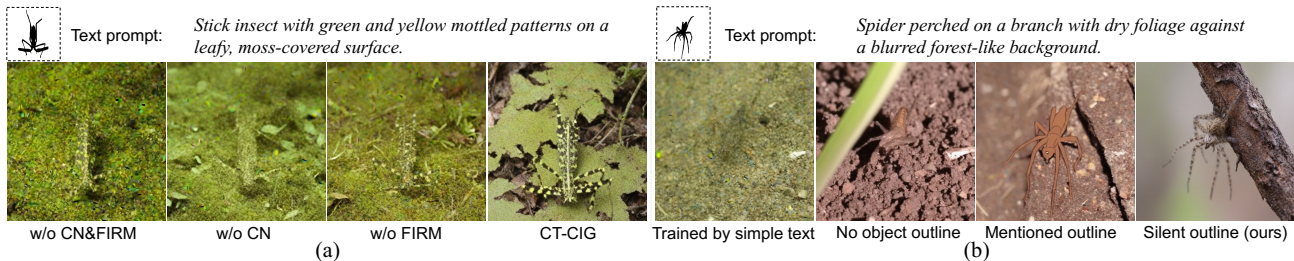 Text prompt:
Stick insect with green and yellow mottled patterns on a
leafy, moss-covered surface.
w/o CN&FIRM
w/o CN
w/o FIRM
CT-CIG
(a)
Text prompt:
Spider perched on a branch with dry foliage against
a blurred forest-like background.
Trained by simple text
No object outline
Mentioned outline
Silent outline (ours)
(b)